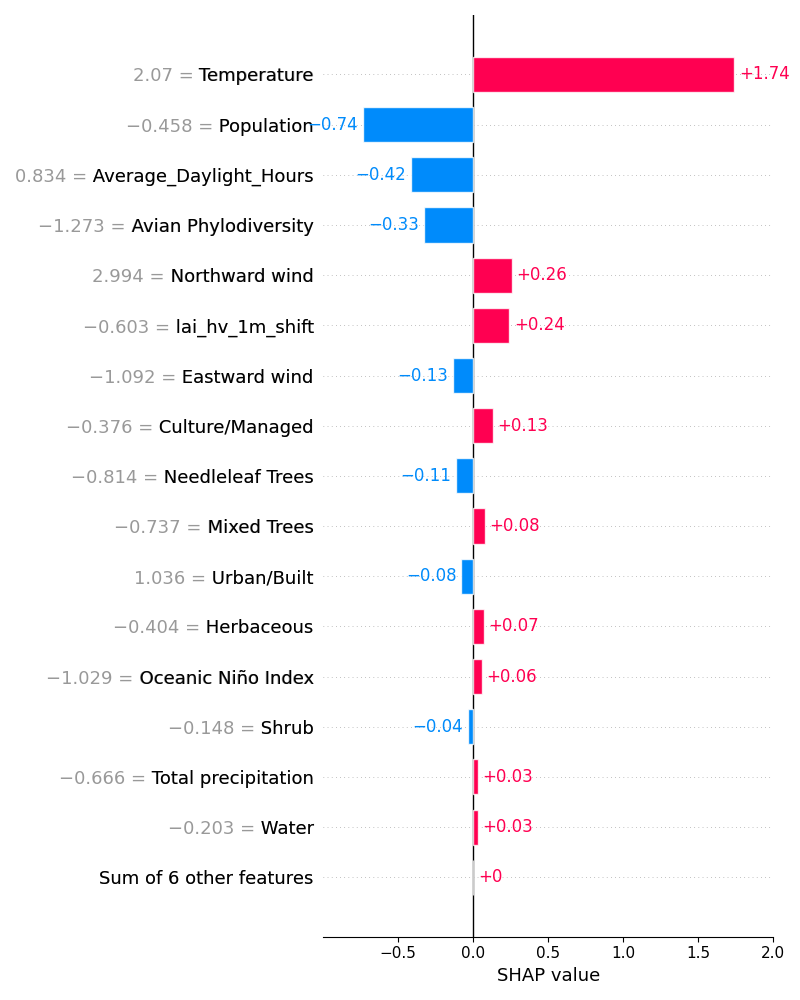 2.07 = Temperature +1.74
−0.458 = Population −0.74
0.834 = Average_Daylight_Hours −0.42
−1.273 = Avian Phylodiversity −0.33
2.994 = Northward wind +0.26
−0.603 = lai_hv_1m_shift +0.24
−1.092 = Eastward wind −0.13
−0.376 = Culture/Managed +0.13
−0.814 = Needleleaf Trees −0.11
−0.737 = Mixed Trees +0.08
1.036 = Urban/Built −0.08
−0.404 = Herbaceous +0.07
−1.029 = Oceanic Niño Index +0.06
−0.148 = Shrub −0.04
−0.666 = Total precipitation +0.03
−0.203 = Water +0.03
Sum of 6 other features +0
−0.5 0.0 0.5 1.0 1.5 2.0
SHAP value